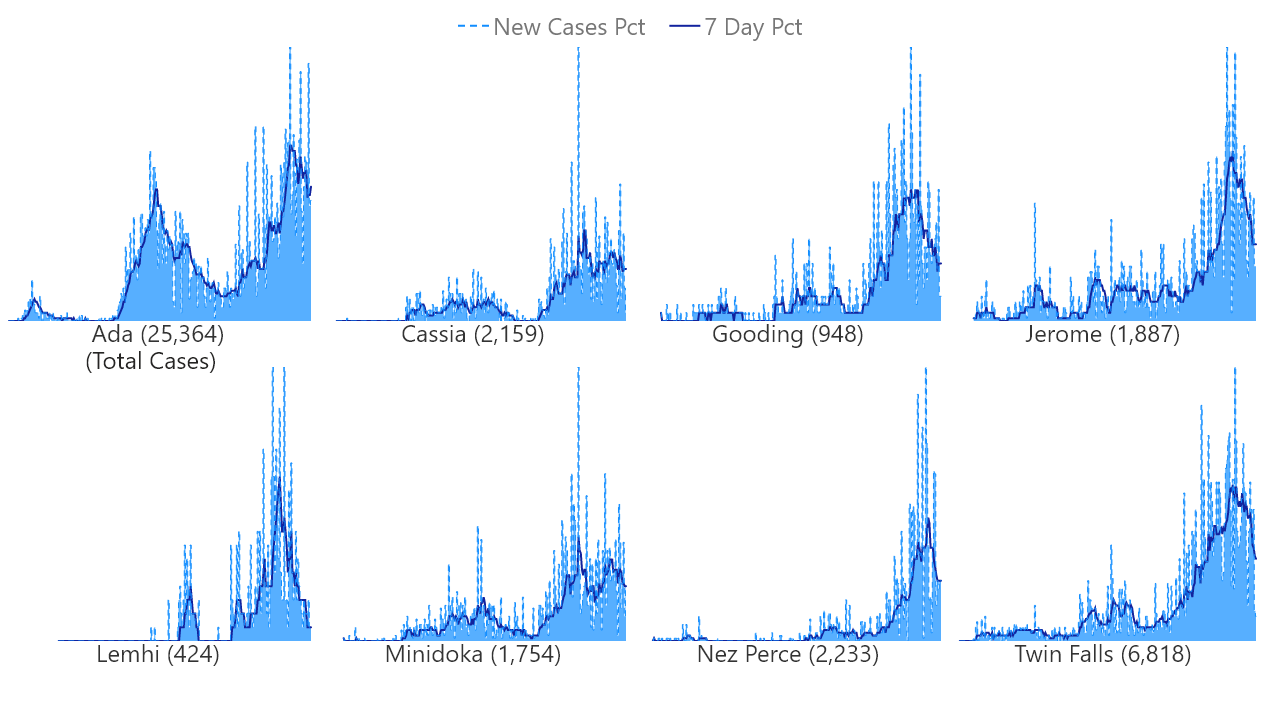 New Cases Pct 7 Day Pct
Ada (25,364)
(Total Cases)
Cassia (2,159)
Gooding (948)
Jerome (1,887)
Lemhi (424)
Minidoka (1,754)
Nez Perce (2,233)
Twin Falls (6,818)